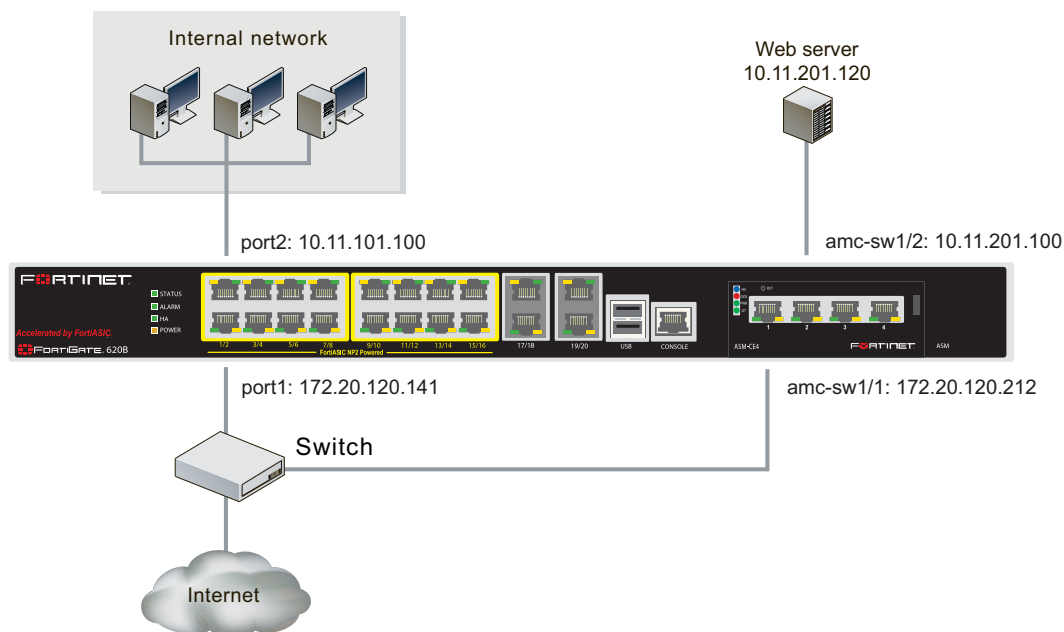 Internal network
Web server
10.11.201.120
port2: 10.11.101.100
amc-sw1/2: 10.11.201.100
FORTINET
STATUS
ALARM
HA
POWER
Accelerated by FortiASIC.
FORTIGATE 620B
1/2 3/4 5/6 7/8 9/10 11/12 13/14 15/16 17/18 19/20 USB CONSOLE
FortiASIC NP2 Powered
1 2 3 4
ASM-CE4 FORTINET ASM
port1: 172.20.120.141
amc-sw1/1: 172.20.120.212
Switch
Internet